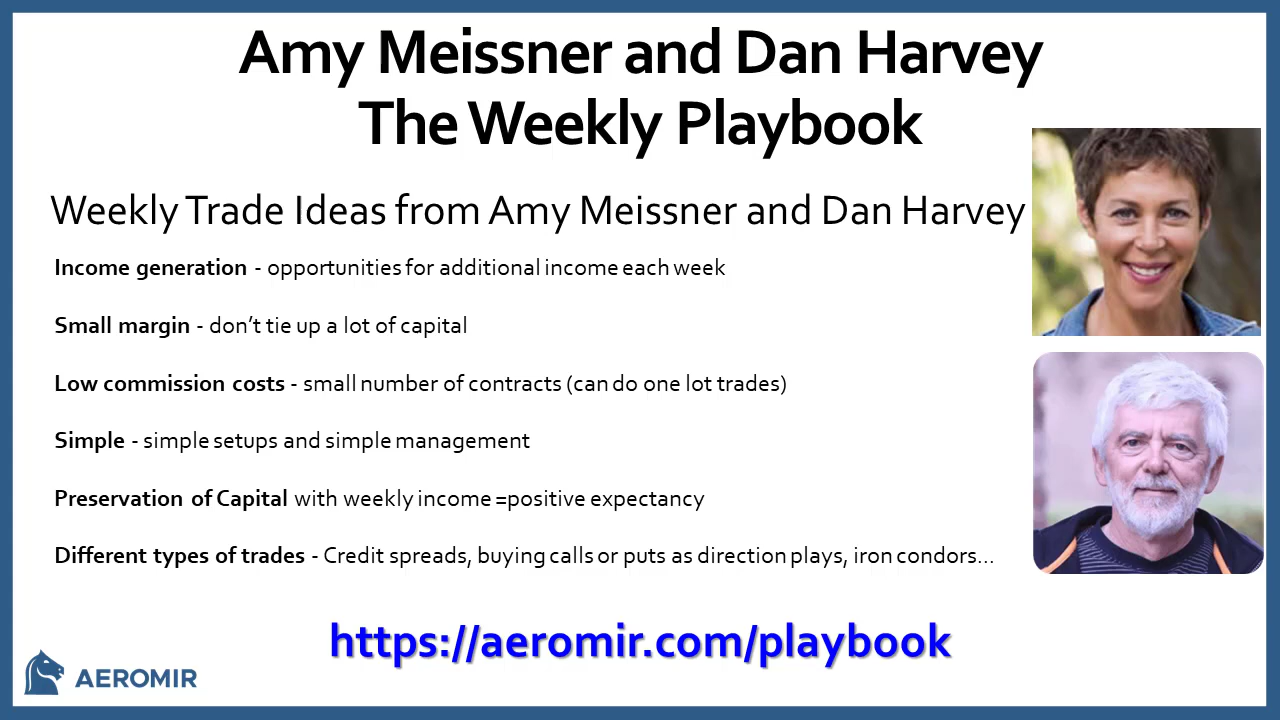 Amy Meissner and Dan Harvey
The Weekly Playbook
Weekly Trade Ideas from Amy Meissner and Dan Harvey
Income generation - opportunities for additional income each week
Small margin - don’t tie up a lot of capital
Low commission costs - small number of contracts (can do one lot trades)
Simple - simple setups and simple management
Preservation of Capital with weekly income =positive expectancy
Different types of trades - Credit spreads, buying calls or puts as direction plays, iron condors...
https://aeromir.com/playbook
AEROMIR